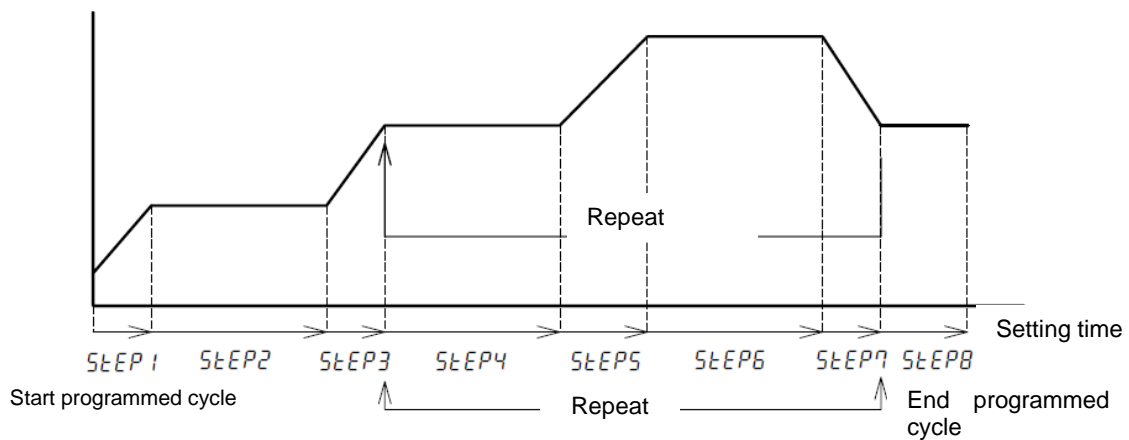 Repeat
Setting time
StEP1 StEP2 StEP3 StEP4 StEP5 StEP6 StEP7 StEP8
Start programmed cycle
Repeat
End programmed
cycle